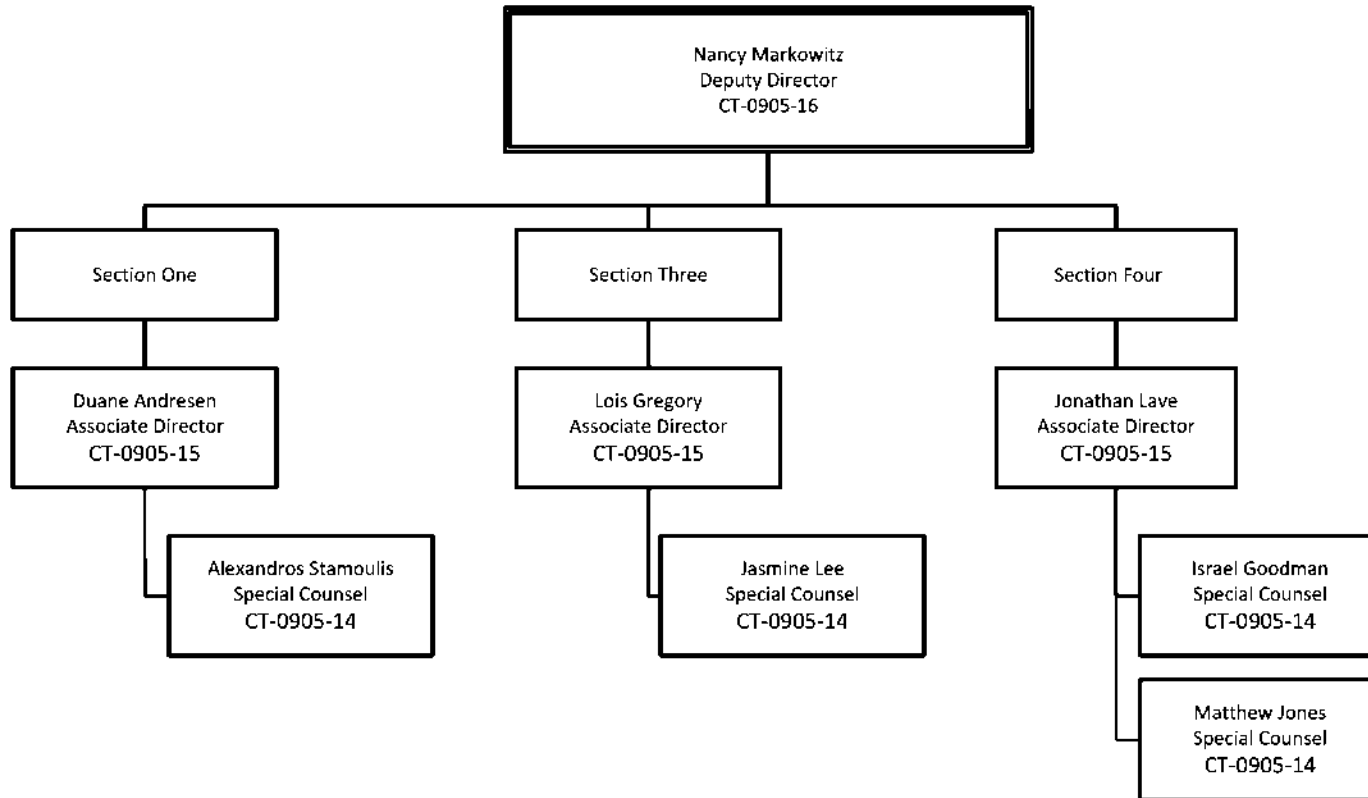 Nancy Markowitz
Deputy Director
CT-0905-16
Section One
Section Three
Section Four
Duane Andresen
Associate Director
CT-0905-15
Lois Gregory
Associate Director
CT-0905-15
Jonathan Lave
Associate Director
CT-0905-15
Alexandros Stamoulis
Special Counsel
CT-0905-14
Jasmine Lee
Special Counsel
CT-0905-14
Israel Goodman
Special Counsel
CT-0905-14
Matthew Jones
Special Counsel
CT-0905-14